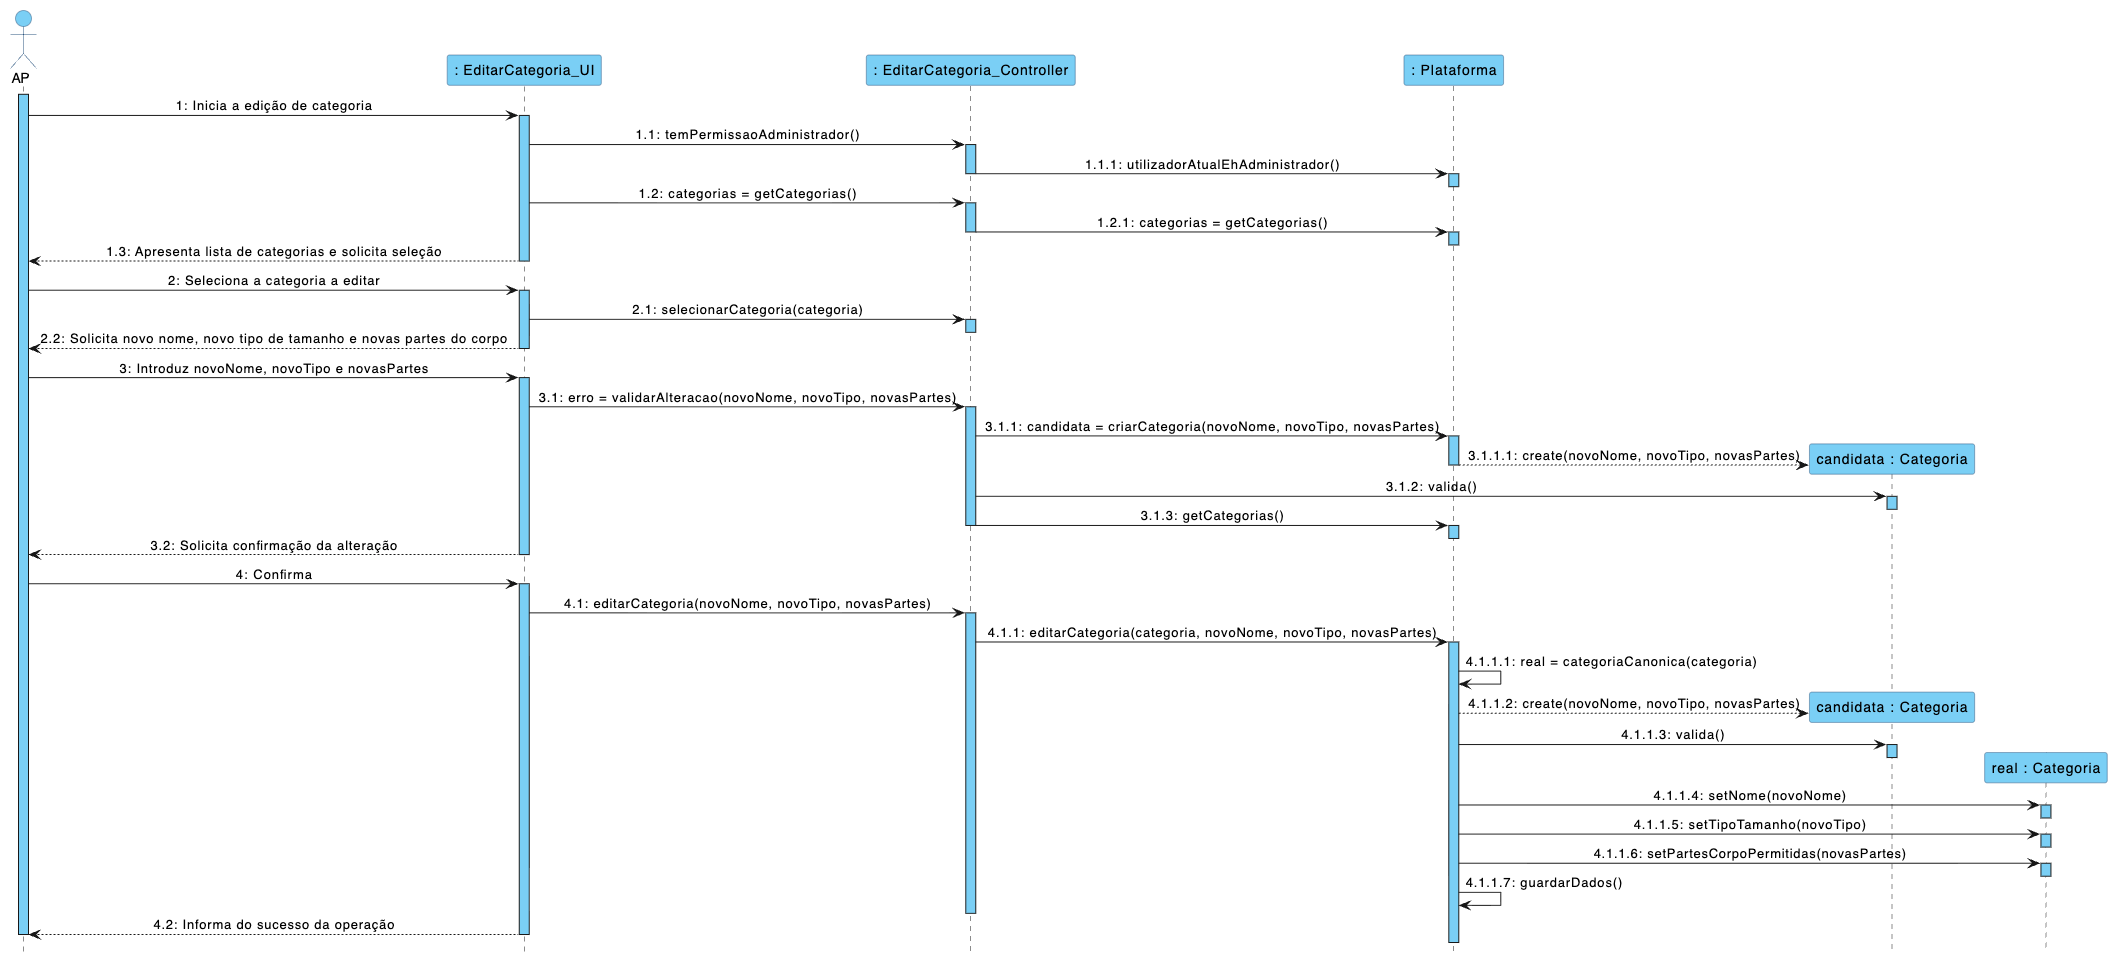 AP
: EditarCategoria_UI
: EditarCategoria_Controller
: Plataforma
1: Inicia a edição de categoria
1.1: temPermissaoAdministrador()
1.1.1: utilizadorAtualEhAdministrador()
1.2: categorias = getCategorias()
1.2.1: categorias = getCategorias()
1.3: Apresenta lista de categorias e solicita seleção
2: Seleciona a categoria a editar
2.1: selecionarCategoria(categoria)
2.2: Solicita novo nome, novo tipo de tamanho e novas partes do corpo
3: Introduz novoNome, novoTipo e novasPartes
3.1: erro = validarAlteracao(novoNome, novoTipo, novasPartes)
3.1.1: candidata = criarCategoria(novoNome, novoTipo, novasPartes)
3.1.1.1: create(novoNome, novoTipo, novasPartes)
candidata : Categoria
3.1.2: valida()
3.1.3: getCategorias()
3.2: Solicita confirmação da alteração
4: Confirma
4.1: editarCategoria(novoNome, novoTipo, novasPartes)
4.1.1: editarCategoria(categoria, novoNome, novoTipo, novasPartes)
4.1.1.1: real = categoriaCanonica(categoria)
4.1.1.2: create(novoNome, novoTipo, novasPartes)
candidata : Categoria
4.1.1.3: valida()
real : Categoria
4.1.1.4: setNome(novoNome)
4.1.1.5: setTipoTamanho(novoTipo)
4.1.1.6: setPartesCorpoPermitidas(novasPartes)
4.1.1.7: guardarDados()
4.2: Informa do sucesso da operação